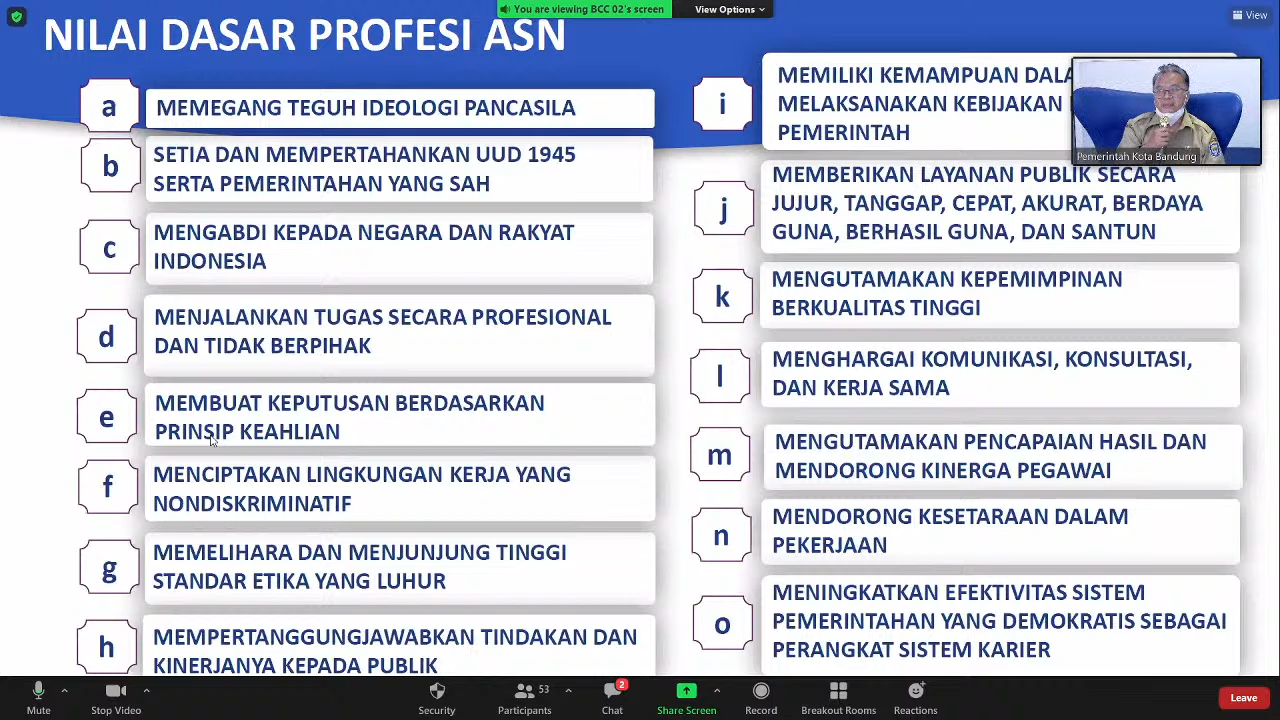 You are viewing BCC 02's screen
View Options
View
NILAI DASAR PROFESI ASN
a
MEMEGANG TEGUH IDEOLOGI PANCASILA
b
SETIA DAN MEMPERTAHANKAN UUD 1945
SERTA PEMERINTAHAN YANG SAH
c
MENGABDI KEPADA NEGARA DAN RAKYAT
INDONESIA
d
MENJALANKAN TUGAS SECARA PROFESIONAL
DAN TIDAK BERPIHAK
e
MEMBUAT KEPUTUSAN BERDASARKAN
PRINSIP KEAHLIAN
f
MENCIPTAKAN LINGKUNGAN KERJA YANG
NONDISKRIMINATIF
g
MEMELIHARA DAN MENJUNJUNG TINGGI
STANDAR ETIKA YANG LUHUR
h
MEMPERTANGGUNGJAWABKAN TINDAKAN DAN
KINERJANYA KEPADA PUBLIK
i
MEMILIKI KEMAMPUAN
MELAKSANAKAN KEBIJAKAN
PEMERINTAH
Pemerintah Kota Bandung
j
MEMBERIKAN LAYANAN PUBLIK SECARA
JUJUR, TANGGAP, CEPAT, AKURAT, BERDAYA
GUNA, BERHASIL GUNA, DAN SANTUN
k
MENGUTAMAKAN KEPEMIMPINAN
BERKUALITAS TINGGI
l
MENGHARGAI KOMUNIKASI, KONSULTASI,
DAN KERJA SAMA
m
MENGUTAMAKAN PENCAPAIAN HASIL DAN
MENDORONG KINERGA PEGAWAI
n
MENDORONG KESETARAAN DALAM
PEKERJAAN
o
MENINGKATKAN EFEKTIVITAS SISTEM
PEMERINTAHAN YANG DEMOKRATIS SEBAGAI
PERANGKAT SISTEM KARIER
Mute
Stop Video
Security
53
Participants
2
Chat
Share Screen
Record
Breakout Rooms
Reactions
Leave